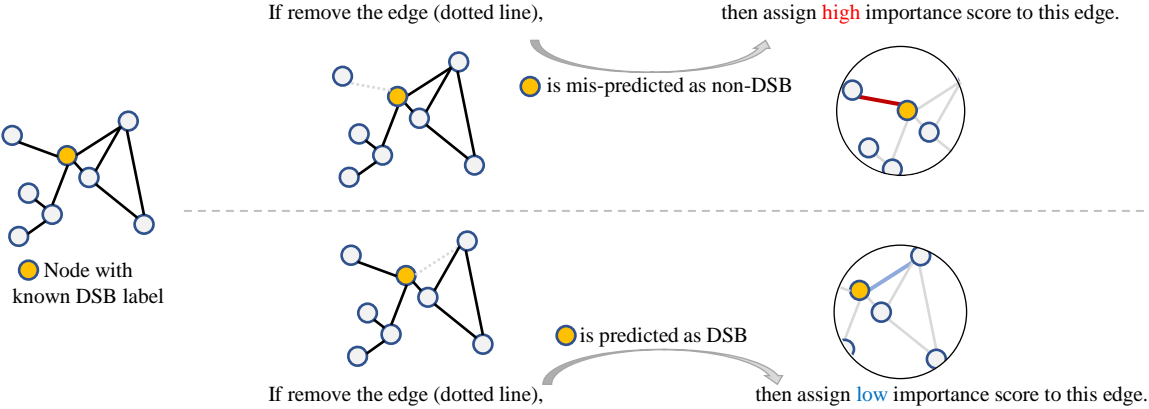 If remove the edge (dotted line),
then assign high importance score to this edge.
is mis-predicted as non-DSB
Node with
known DSB label
is predicted as DSB
If remove the edge (dotted line),
then assign low importance score to this edge.